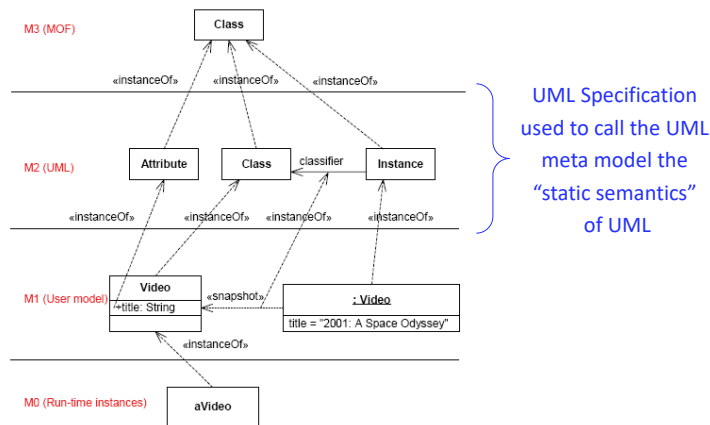 M3 (MOF)
Class
«instanceOf» «instanceOf» «instanceOf»
UML Specification
used to call the UML
meta model the
"static semantics"
of UML
M2 (UML)
Attribute
Class
classifier
Instance
«instanceOf» «instanceOf» «instanceOf» «instanceOf»
M1 (User model)
Video
+title: String
«snapshot»
: Video
title = "2001: A Space Odyssey"
«instanceOf»
M0 (Run-time instances)
aVideo